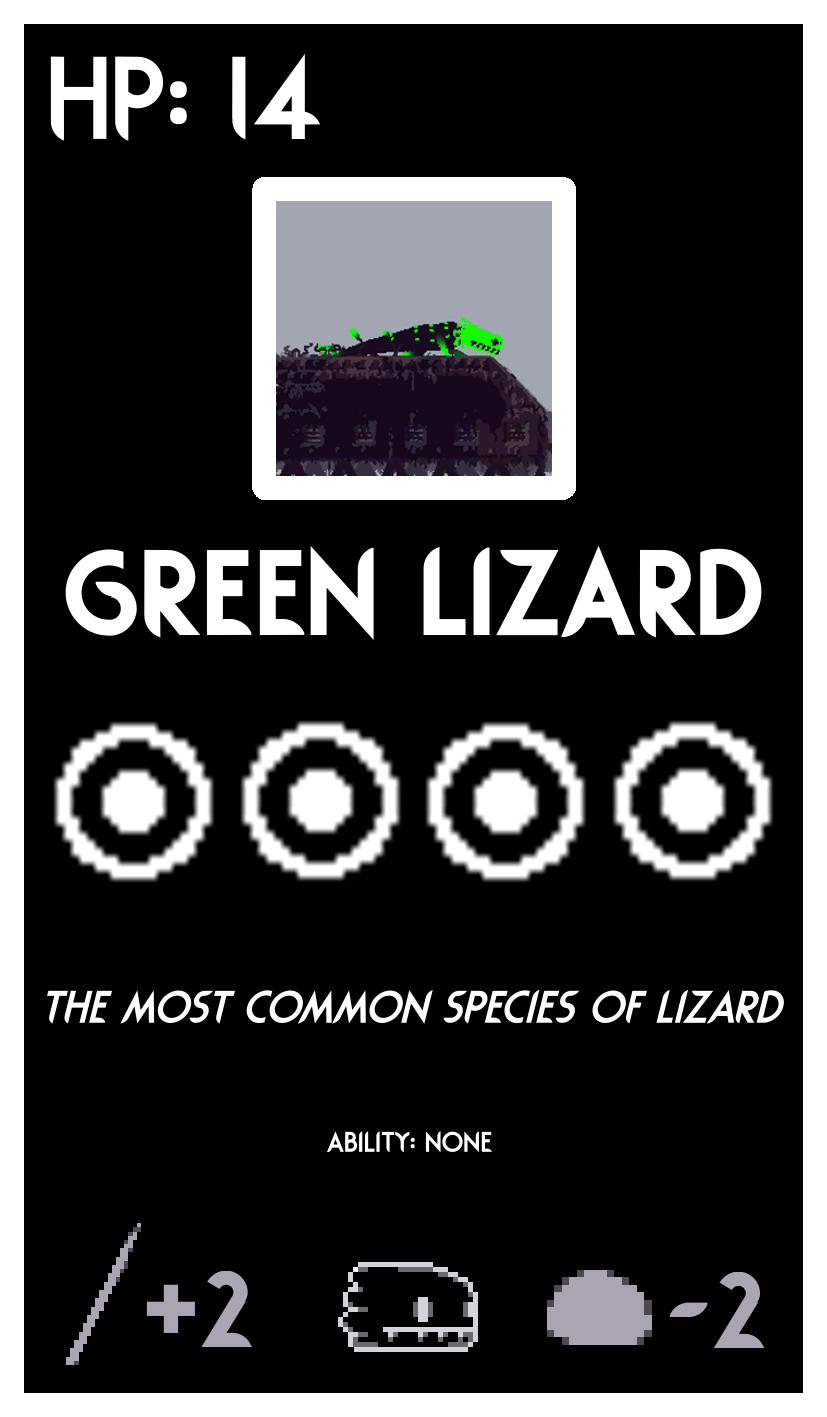 HP: 14
GREEN LIZARD
THE MOST COMMON SPECIES OF LIZARD
ABILITY: NONE
+2 -2